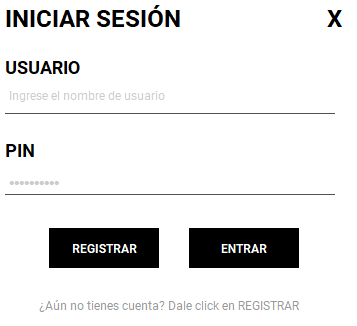 INICIAR SESIÓN X
USUARIO
Ingrese el nombre de usuario
PIN
••••••••••
REGISTRAR ENTRAR
¿Aún no tienes cuenta? Dale click en REGISTRAR